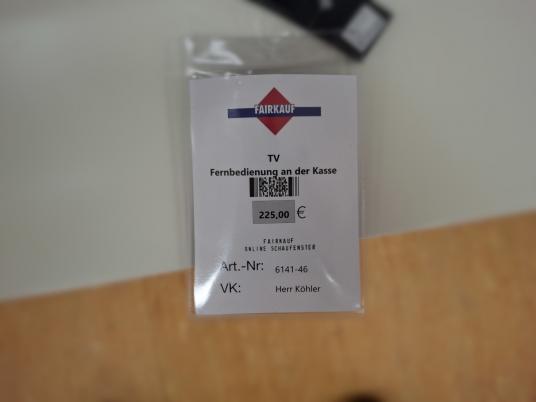 FAIRKAUF
TV
Fernbedienung an der Kasse
225,00 €
FAIRKAUF
ONLINE SCHAUFENSTER
Art.-Nr: 6141-46
VK: Herr Köhler